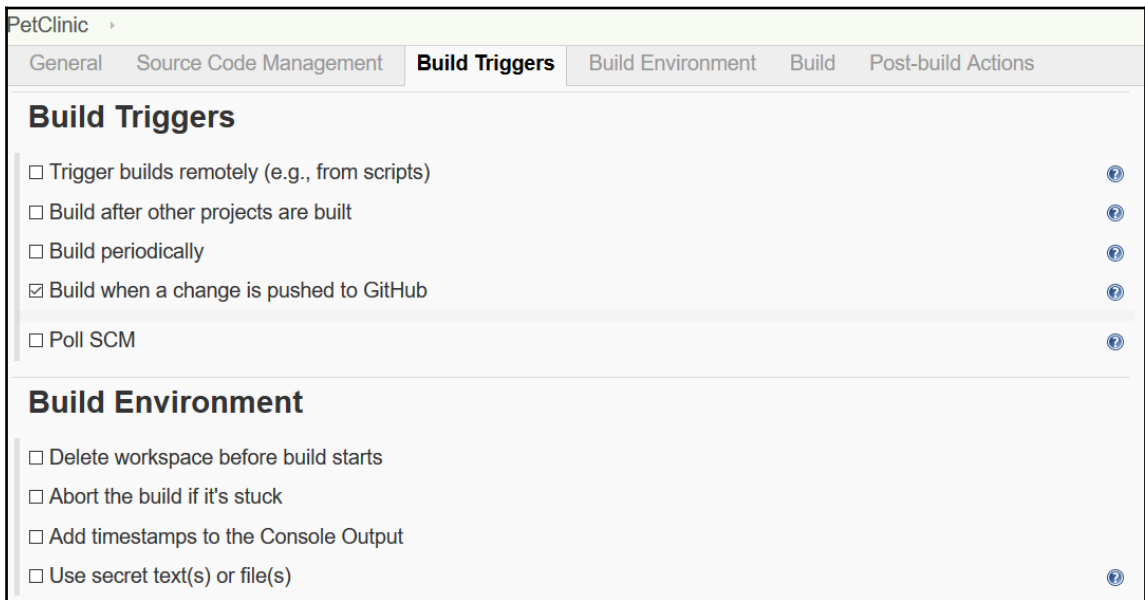 PetClinic
General Source Code Management Build Triggers Build Environment Build Post-build Actions
Build Triggers
Trigger builds remotely (e.g., from scripts)
Build after other projects are built
Build periodically
Build when a change is pushed to GitHub
Poll SCM
Build Environment
Delete workspace before build starts
Abort the build if it's stuck
Add timestamps to the Console Output
Use secret text(s) or file(s)